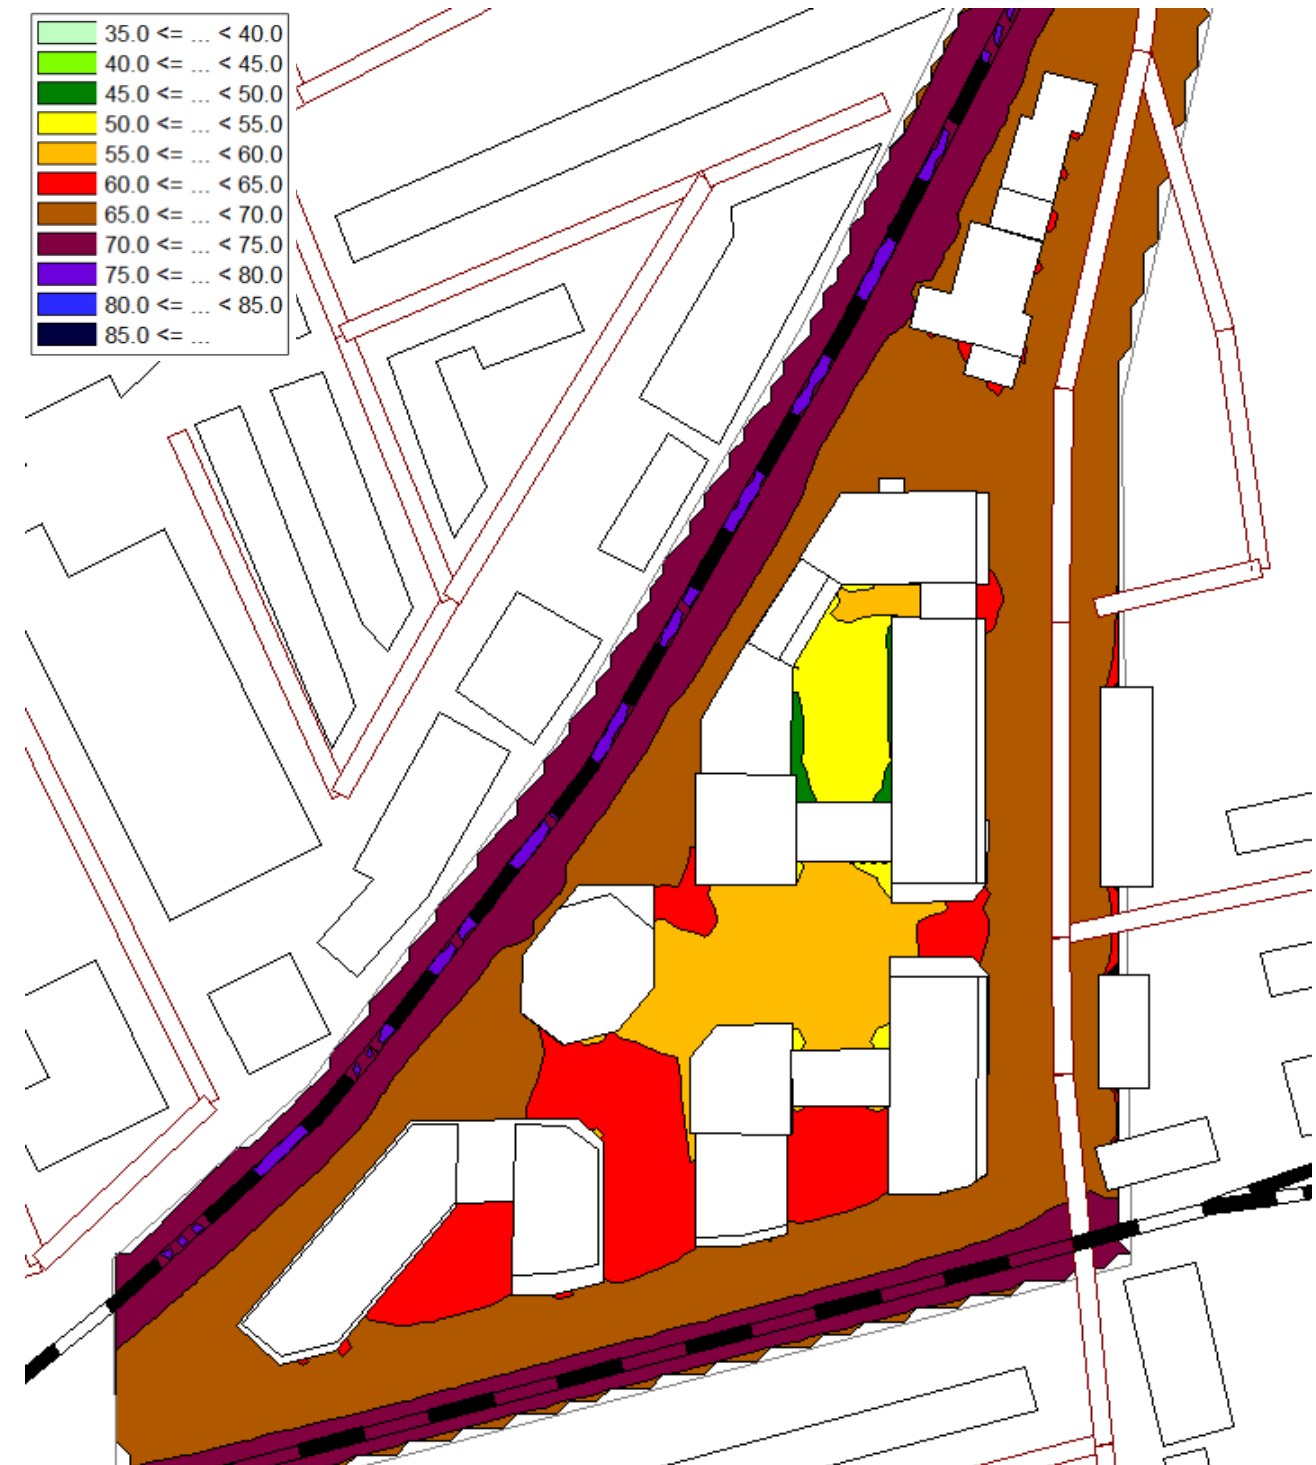 35.0 <= ... < 40.0
40.0 <= ... < 45.0
45.0 <= ... < 50.0
50.0 <= ... < 55.0
55.0 <= ... < 60.0
60.0 <= ... < 65.0
65.0 <= ... < 70.0
70.0 <= ... < 75.0
75.0 <= ... < 80.0
80.0 <= ... < 85.0
85.0 <= ...